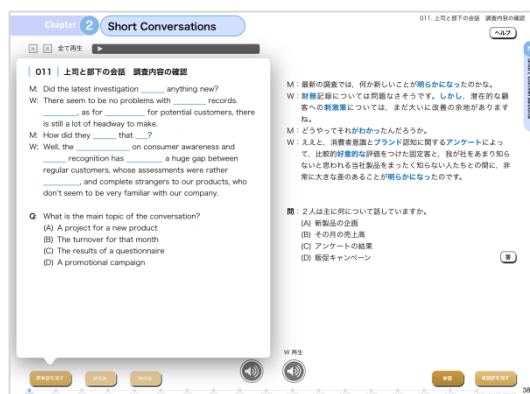 011. 上司と部下の会話 調査内容の確認
Chapter 2 Short Conversations
ヘルプ
全て再生
011 上司と部下の会話 調査内容の確認
M: Did the latest investigation ______ anything new?
W: There seem to be no problems with ______ records.
______, as for ______ for potential customers, there
is still a lot of headway to make.
M: How did they ______ that ___?
W: Well, the ______ on consumer awareness and
______ recognition has ______ a huge gap between
regular customers, whose assessments were rather
______, and complete strangers to our products, who
don't seem to be very familiar with our company.
Q: What is the main topic of the conversation?
(A) A project for a new product
(B) The turnover for that month
(C) The results of a questionnaire
(D) A promotional campaign
M：最新の調査では，何か新しいことが明らかになったのかな。
W：財務記録については問題なさそうです。しかし，潜在的な顧
客への刺激策については，まだ大いに改善の余地があります
ね。
M：どうやってそれがわかったんだろうか。
W：ええと，消費者意識とブランド認知に関するアンケートによっ
て，比較的好意的な評価をつけた固定客と，我が社をあまり知ら
ないと思われる当社製品をまったく知らない人たちとの間に，非
常に大きな差のあることが明らかになったのです。
問：2人は主に何について話していますか。
(A) 新製品の企画
(B) その月の売上高
(C) アンケートの結果
(D) 販促キャンペーン
答
W 再生
38